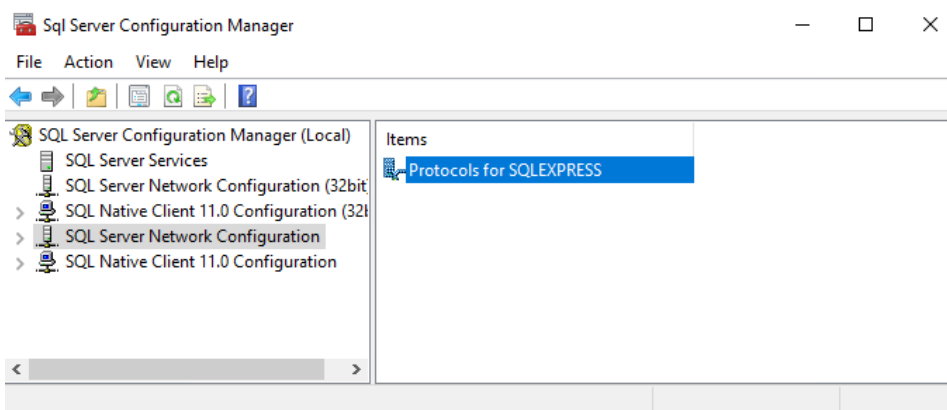 Sql Server Configuration Manager
File Action View Help
SQL Server Configuration Manager (Local)
SQL Server Services
SQL Server Network Configuration (32bit
SQL Native Client 11.0 Configuration (32b
SQL Server Network Configuration
SQL Native Client 11.0 Configuration
Items
Protocols for SQLEXPRESS